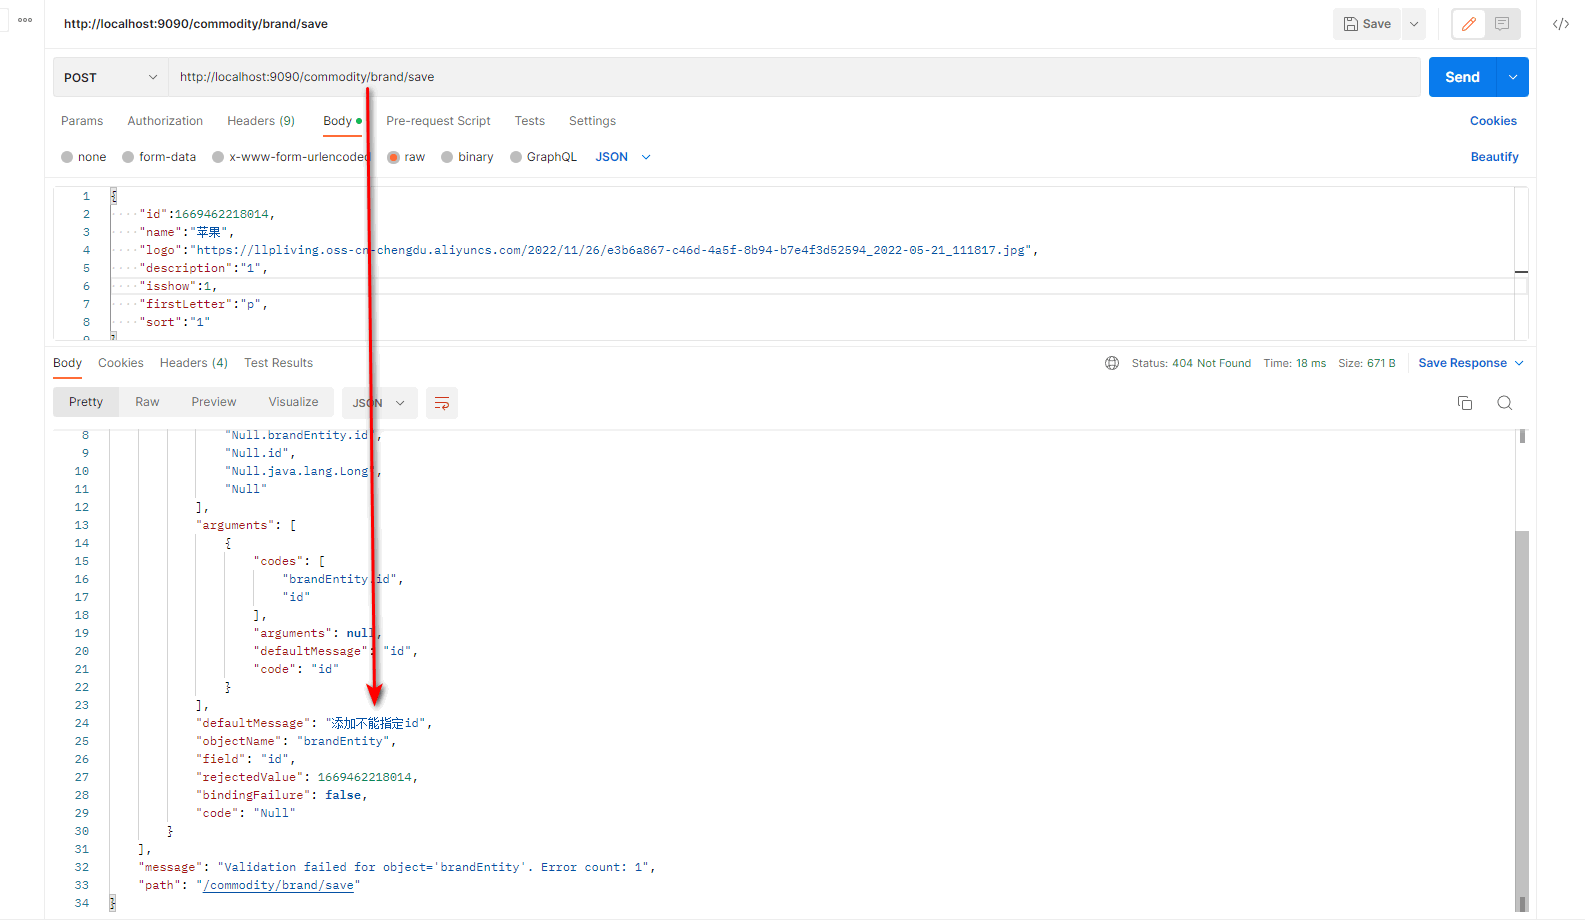 http://localhost:9090/commodity/brand/save
Save
POST
http://localhost:9090/commodity/brand/save
Send
Params Authorization Headers (9) Body Pre-request Script Tests Settings Cookies
none form-data x-www-form-urlencoded raw binary GraphQL JSON Beautify
1 {
2 "id":1669462218014,
3 "name":"苹果",
4 "logo":"https://llpliving.oss-cn-chengdu.aliyuncs.com/2022/11/26/e3b6a867-c46d-4a5f-8b94-b7e4f3d52594_2022-05-21_111817.jpg",
5 "description":"1",
6 "isshow":1,
7 "firstLetter":"p",
8 "sort":"1"
9 }
Body Cookies Headers (4) Test Results Status: 404 Not Found Time: 18 ms Size: 671 B Save Response
Pretty Raw Preview Visualize JSON
8 "Null.brandEntity.id",
9 "Null.id",
10 "Null.java.lang.Long",
11 "Null"
12 ],
13 "arguments": [
14 {
15 "codes": [
16 "brandEntity.id",
17 "id"
18 ],
19 "arguments": null,
20 "defaultMessage": "id",
21 "code": "id"
22 }
23 ],
24 "defaultMessage": "添加不能指定id",
25 "objectName": "brandEntity",
26 "field": "id",
27 "rejectedValue": 1669462218014,
28 "bindingFailure": false,
29 "code": "Null"
30 }
31 ],
32 "message": "Validation failed for object='brandEntity'. Error count: 1",
33 "path": "/commodity/brand/save"
34 }